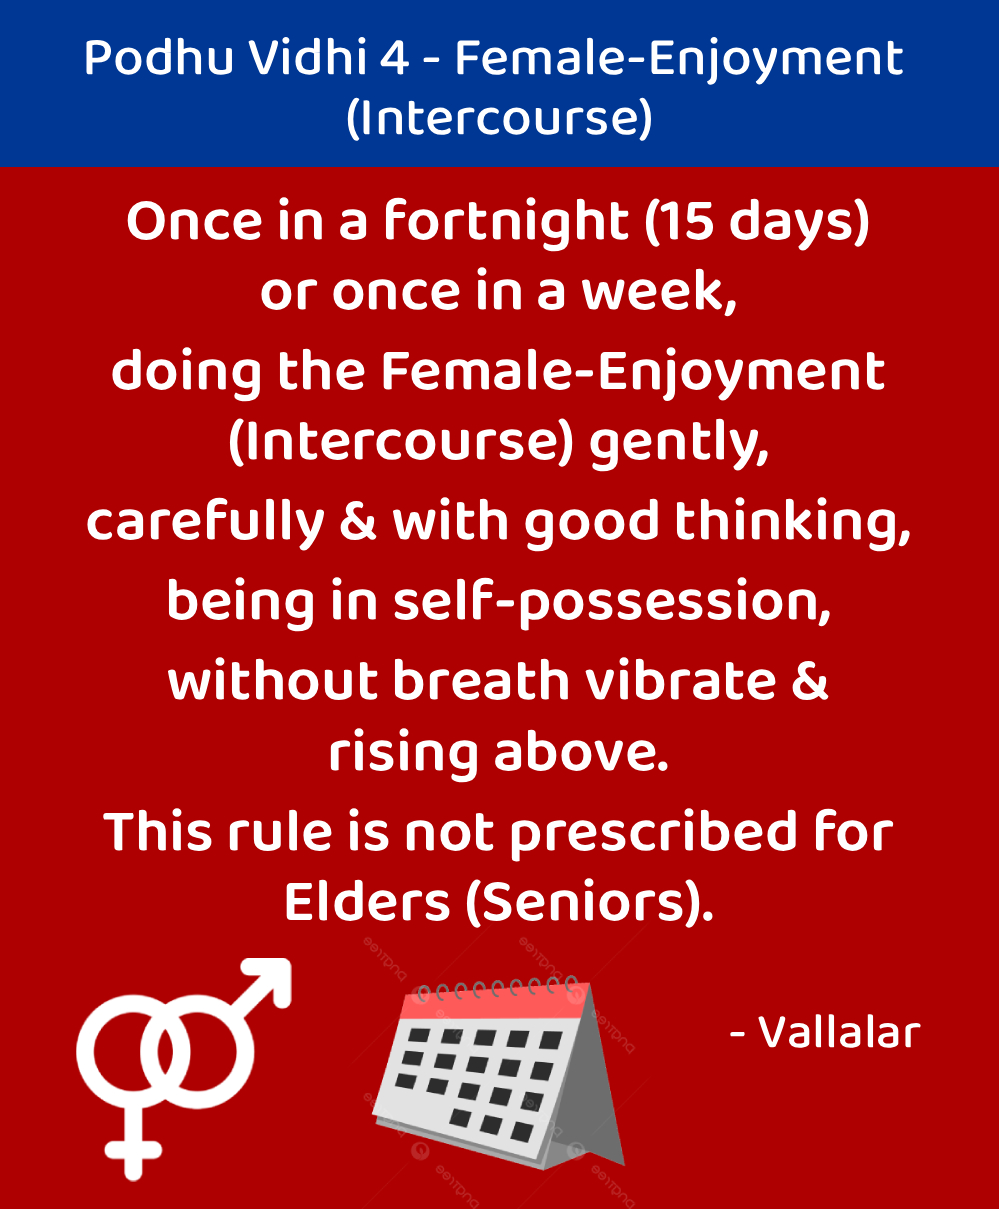 Podhu Vidhi 4 - Female-Enjoyment
(Intercourse)
Once in a fortnight (15 days)
or once in a week,
doing the Female-Enjoyment
(Intercourse) gently,
carefully & with good thinking,
being in self-possession,
without breath vibrate &
rising above.
This rule is not prescribed for
Elders (Seniors).
- Vallalar